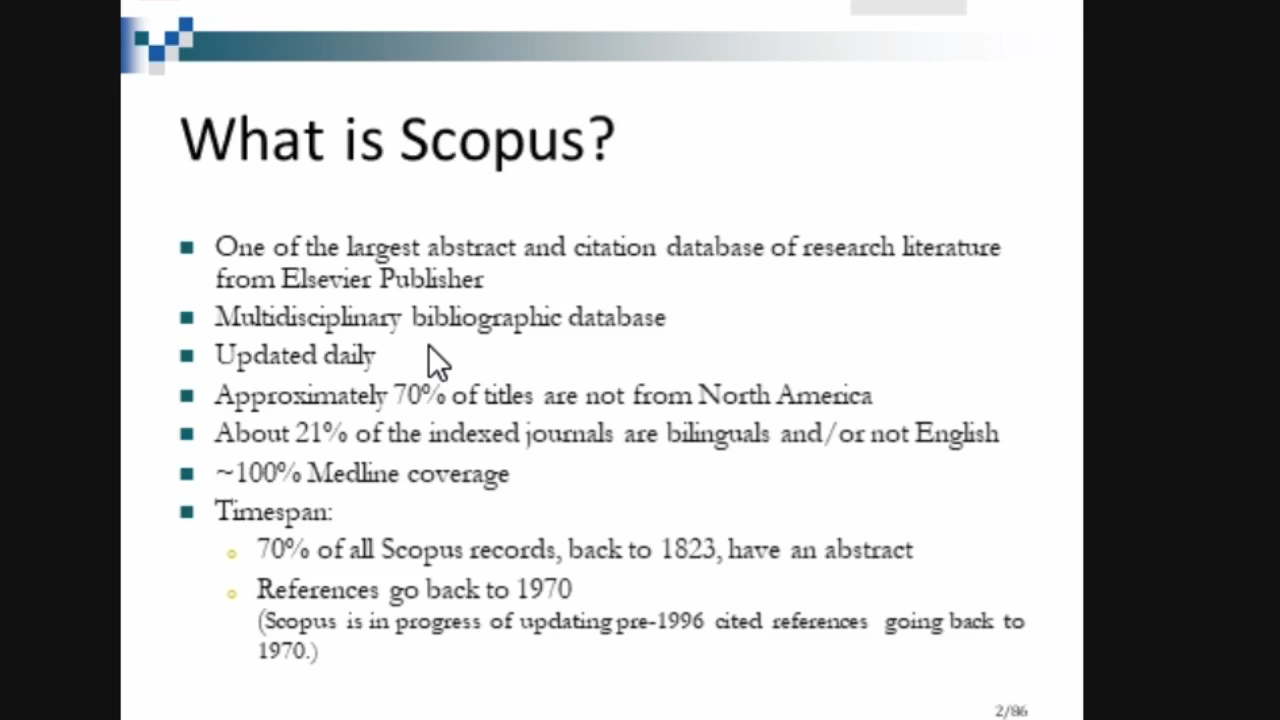 What is Scopus?
One of the largest abstract and citation database of research literature
from Elsevier Publisher
Multidisciplinary bibliographic database
Updated daily
Approximately 70% of titles are not from North America
About 21% of the indexed journals are bilinguals and/or not English
~100% Medline coverage
Timespan:
70% of all Scopus records, back to 1823, have an abstract
References go back to 1970
(Scopus is in progress of updating pre-1996 cited references going back to
1970.)
2/86